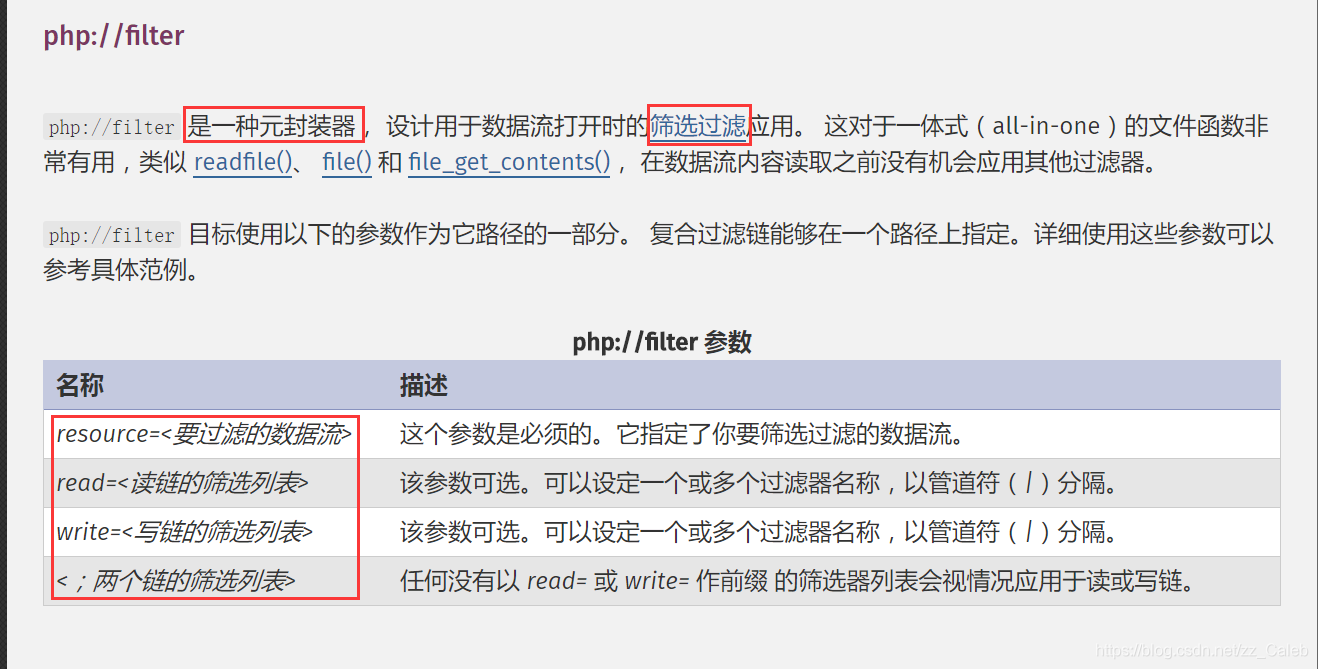 php://filter
php://filter 是一种元封装器，设计用于数据流打开时的筛选过滤应用。 这对于一体式（all-in-one）的文件函数非
常有用，类似 readfile()、 file() 和 file_get_contents()，在数据流内容读取之前没有机会应用其他过滤器。
php://filter 目标使用以下的参数作为它路径的一部分。 复合过滤链能够在一个路径上指定。详细使用这些参数可以
参考具体范例。
php://filter 参数
名称 描述
resource=<要过滤的数据流> 这个参数是必须的。它指定了你要筛选过滤的数据流。
read=<读链的筛选列表> 该参数可选。可以设定一个或多个过滤器名称，以管道符（|）分隔。
write=<写链的筛选列表> 该参数可选。可以设定一个或多个过滤器名称，以管道符（|）分隔。
<；两个链的筛选列表> 任何没有以 read= 或 write= 作前缀 的筛选器列表会视情况应用于读或写链。
https://blog.csdn.net/zz_Caleb